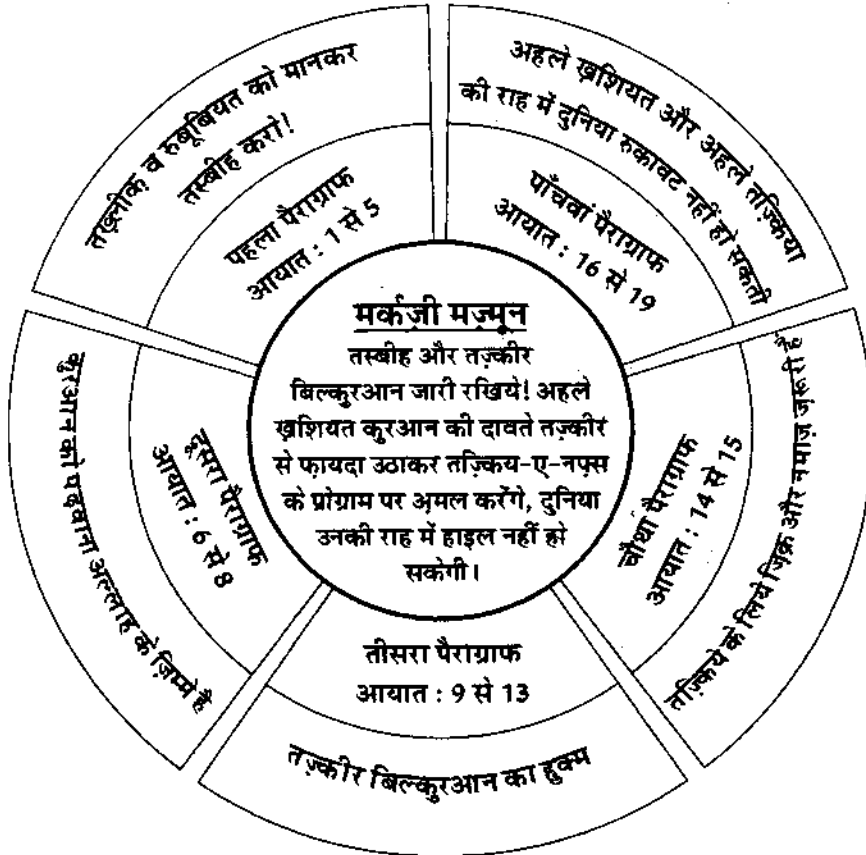 तख़्लीक़ व रुबूबियत को मानकर
तस्बीह करो!
पहला पैराग्राफ
आयात : 1 से 5
अहले ख़शियत और अहले तज़्किया
की राह में दुनिया रुकावट नहीं हो सकती
पाँचवां पैराग्राफ
आयात : 16 से 19
मर्कज़ी मज़्मून
तस्बीह और तज़्कीर
बिल्कुरआन जारी रखिये! अहले
ख़शियत कुरआन की दावते तज़्कीर
से फ़ायदा उठाकर तज़्किय-ए-नफ़्स
के प्रोग्राम पर अ़मल करेंगे, दुनिया
उनकी राह में हाइल नहीं हो
सकेगी।
कुरआन को पढ़वाना अल्लाह के ज़िम्मे है
दूसरा पैराग्राफ
आयात : 6 से 8
चौथा पैराग्राफ
आयात : 14 से 15
तज़्किये के लिये ज़िक्र और नमाज़ ज़रूरी हैं
तीसरा पैराग्राफ
आयात : 9 से 13
तज़्कीर बिल्कुरआन का हुक्म